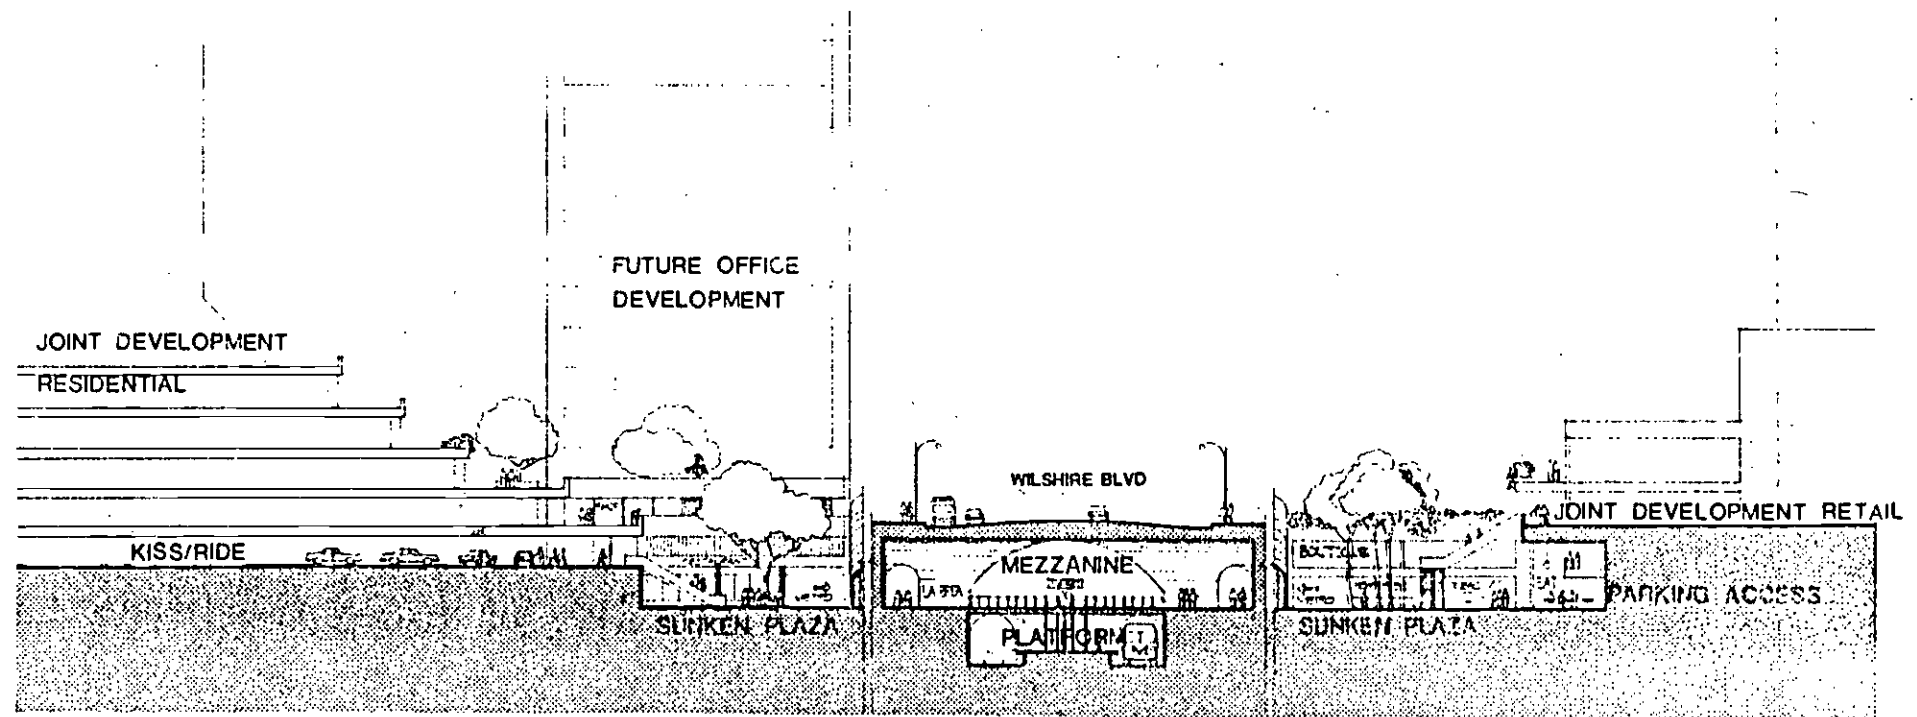 FUTURE OFFICE
DEVELOPMENT
JOINT DEVELOPMENT
RESIDENTIAL
WILSHIRE BLVD
JOINT DEVELOPMENT RETAIL
KISS/RIDE
MEZZANINE
PARKING ACCESS
SUNKEN PLAZA
PLATFORM
SUNKEN PLAZA